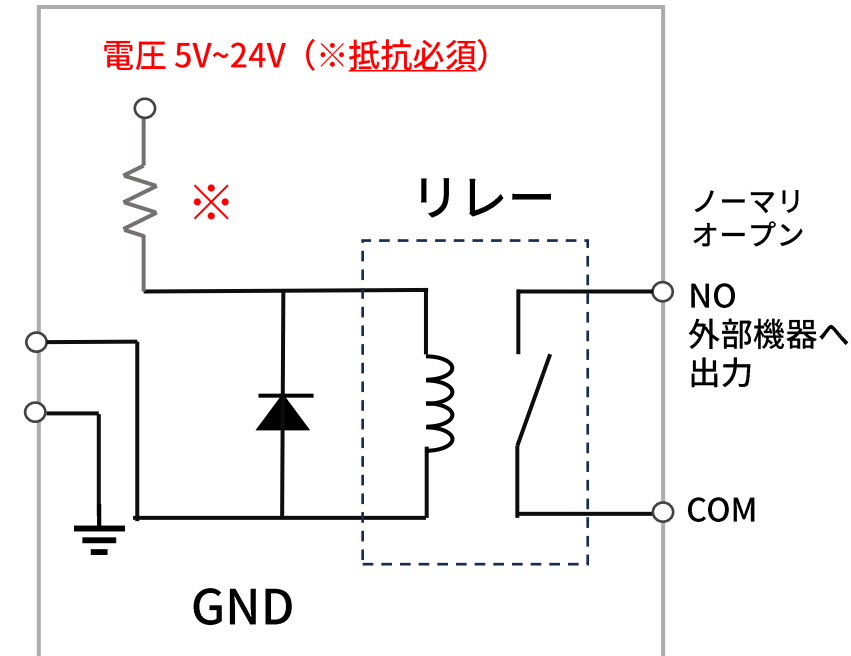 電圧 5V~24V（※抵抗必須）
※
リレー
ノーマリ
オープン
NO
外部機器へ
出力
COM
GND